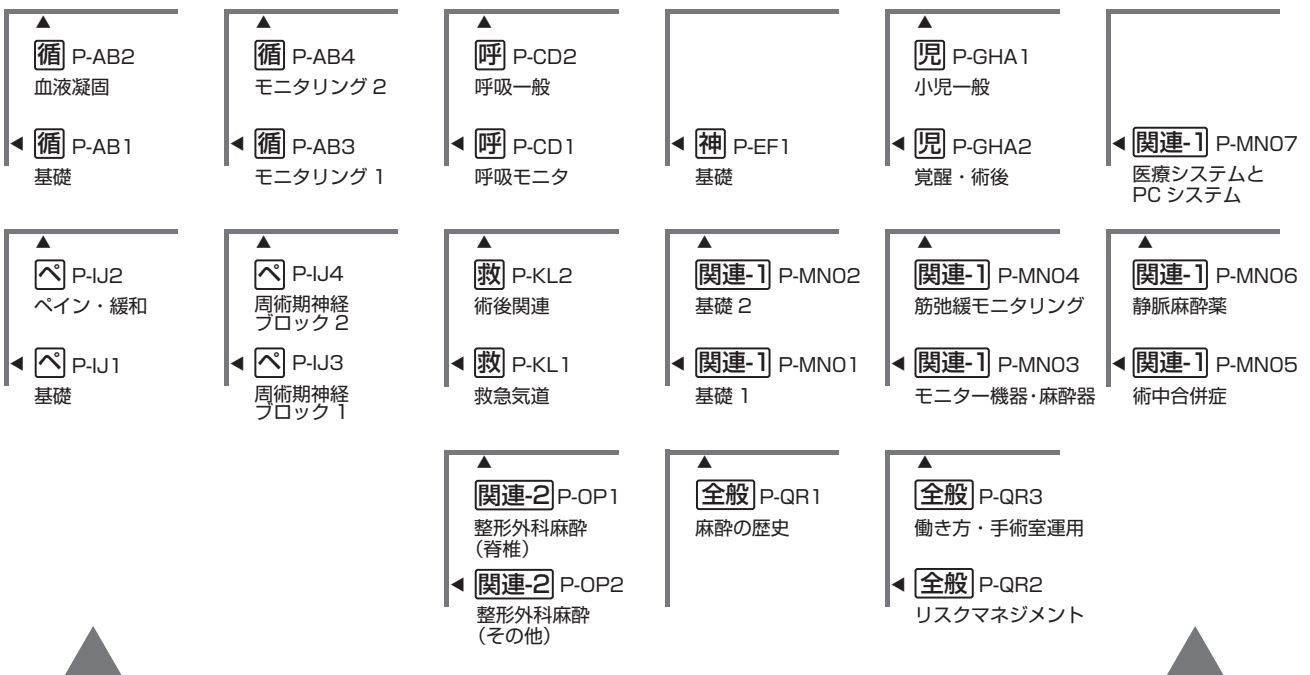 ▲
循 P-AB2
血液凝固
◀ 循 P-AB1
基礎
▲
循 P-AB4
モニタリング 2
◀ 循 P-AB3
モニタリング 1
▲
呼 P-CD2
呼吸一般
◀ 呼 P-CD1
呼吸モニタ
◀ 神 P-EF1
基礎
▲
児 P-GHA1
小児一般
◀ 児 P-GHA2
覚醒・術後
◀ 関連-1 P-MNO7
医療システムと
PC システム
▲
ペ P-IJ2
ペイン・緩和
◀ ペ P-IJ1
基礎
▲
ペ P-IJ4
周術期神経
ブロック 2
◀ ペ P-IJ3
周術期神経
ブロック 1
▲
救 P-KL2
術後関連
◀ 救 P-KL1
救急気道
▲
関連-1 P-MNO2
基礎 2
◀ 関連-1 P-MNO1
基礎 1
▲
関連-1 P-MNO4
筋弛緩モニタリング
◀ 関連-1 P-MNO3
モニター機器・麻酔器
▲
関連-1 P-MNO6
静脈麻酔薬
◀ 関連-1 P-MNO5
術中合併症
▲
関連-2 P-OP1
整形外科麻酔
（脊椎）
◀ 関連-2 P-OP2
整形外科麻酔
（その他）
▲
全般 P-QR1
麻酔の歴史
▲
全般 P-QR3
働き方・手術室運用
◀ 全般 P-QR2
リスクマネジメント